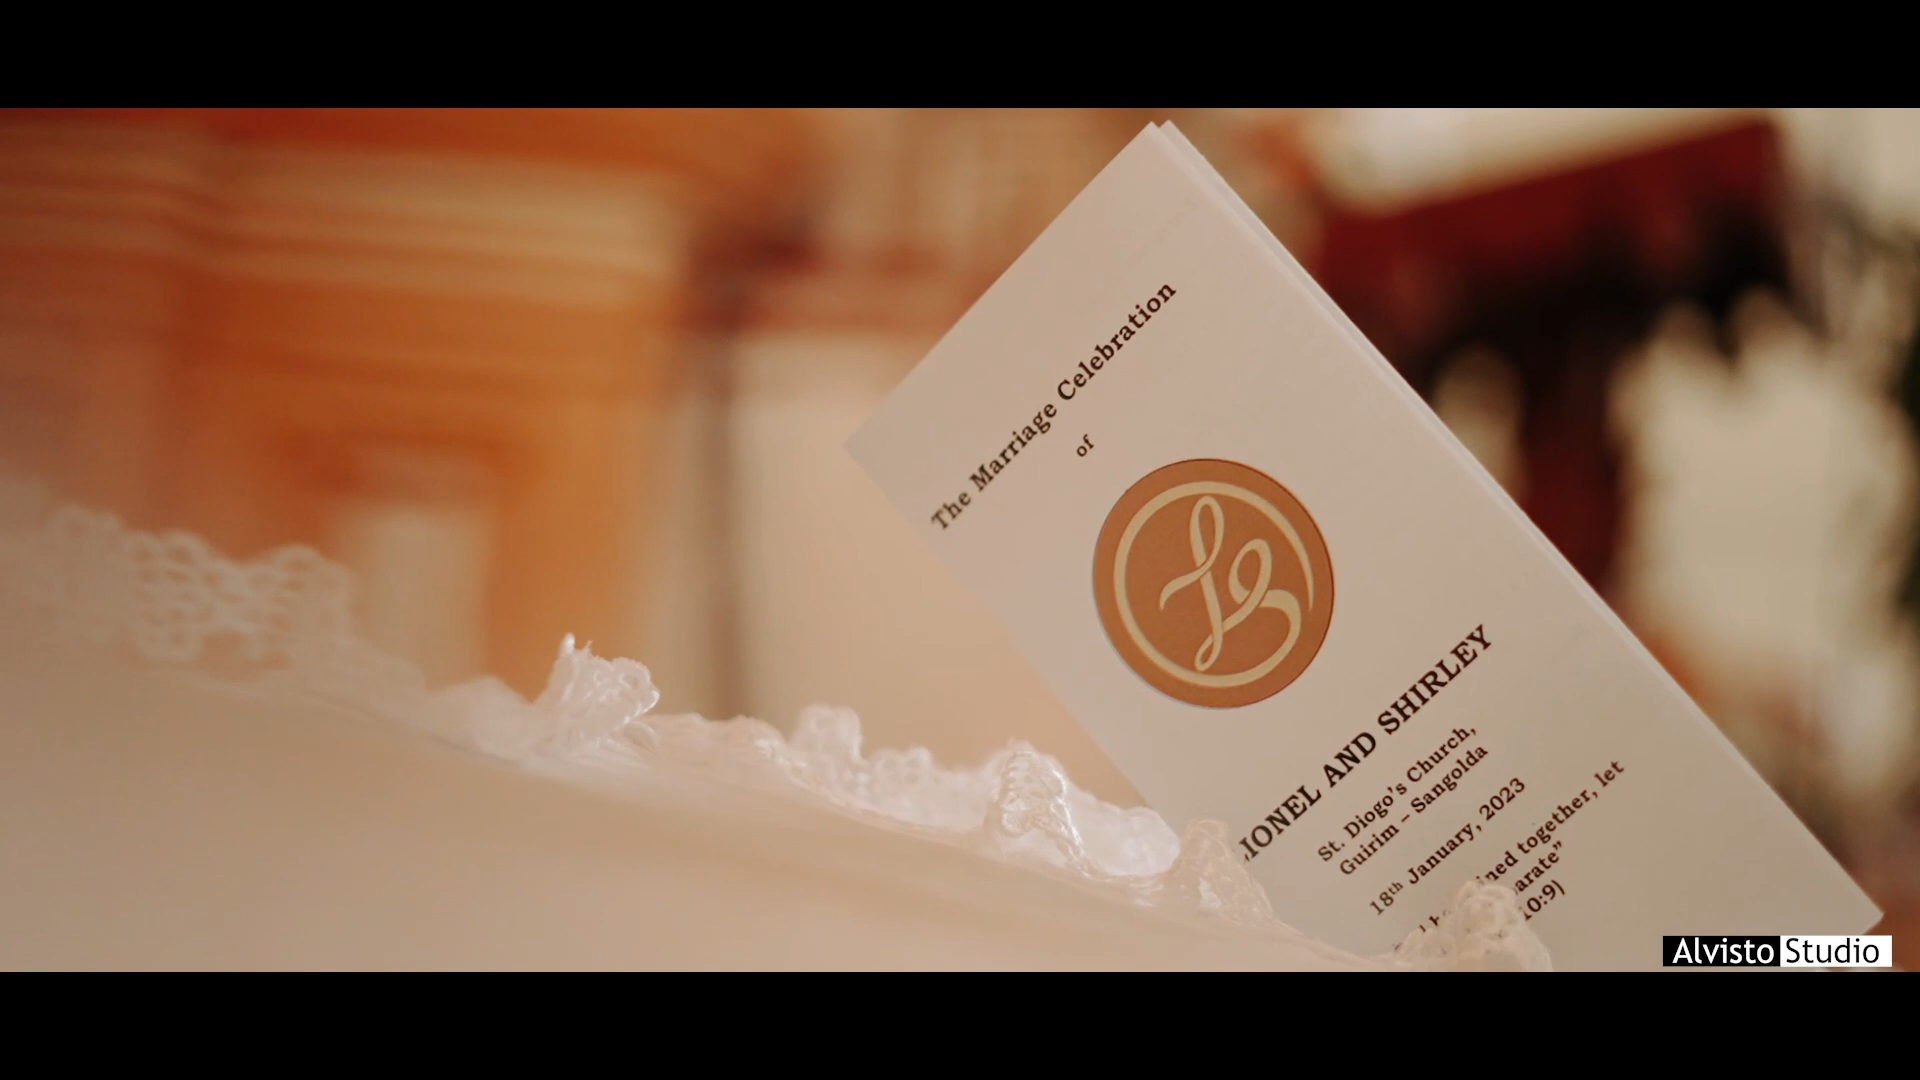 The Marriage Celebration
of
IONEL AND SHIRLEY
St. Diogo's Church,
Guirim – Sangolda
18th January, 2023
ined together, let
arate"
10:9)
Alvisto Studio